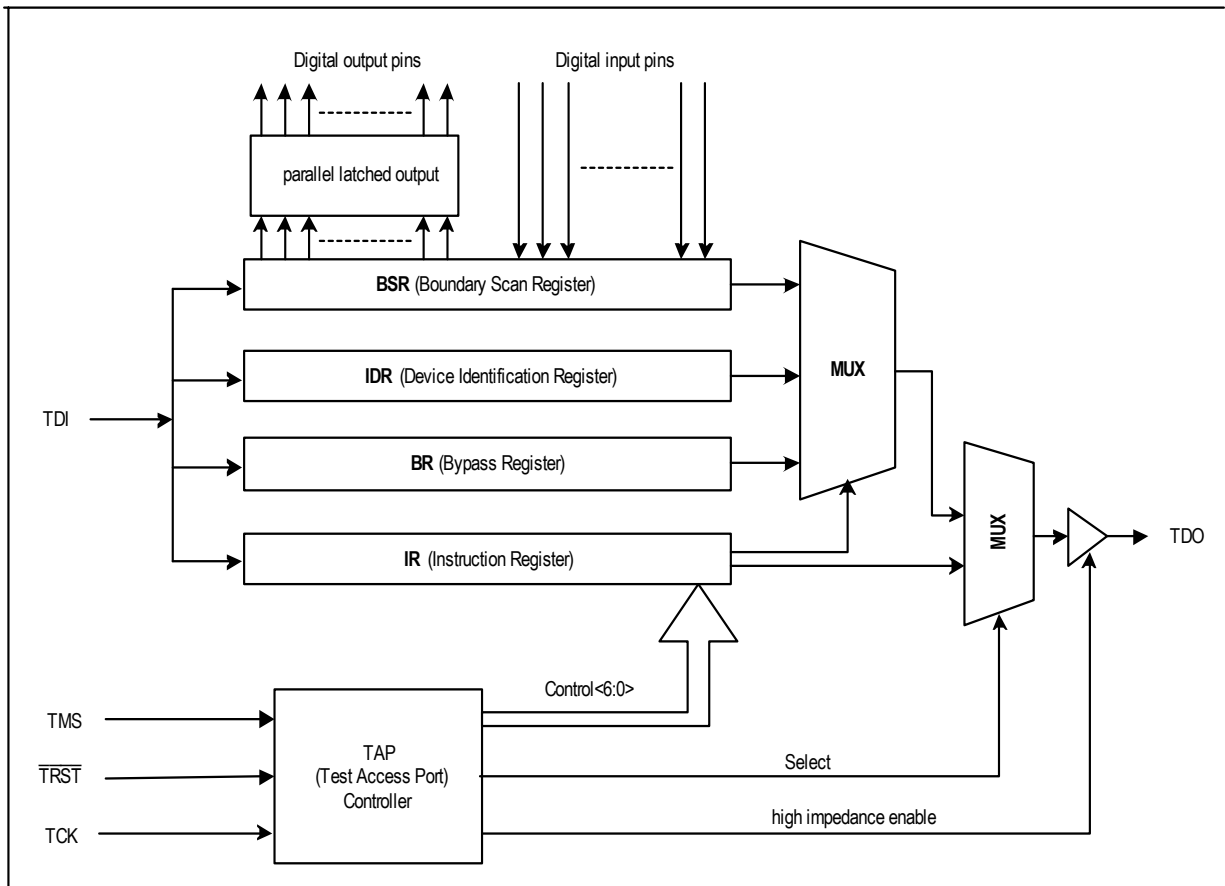 Digital output pins
Digital input pins
parallel latched output
BSR (Boundary Scan Register)
IDR (Device Identification Register)
MUX
TDI
BR (Bypass Register)
MUX
TDO
IR (Instruction Register)
Control<6:0>
TMS
TAP
(Test Access Port)
Controller
Select
TRST
high impedance enable
TCK